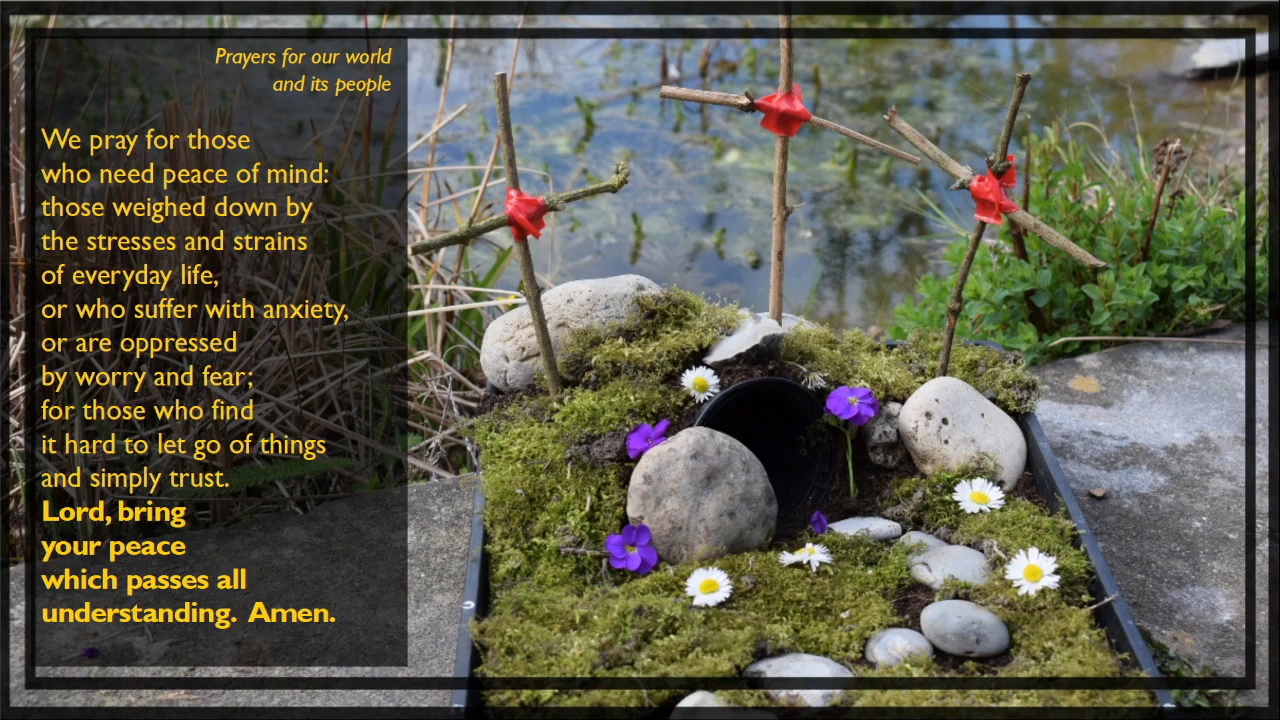 Prayers for our world
and its people
We pray for those
who need peace of mind:
those weighed down by
the stresses and strains
of everyday life,
or who suffer with anxiety,
or are oppressed
by worry and fear;
for those who find
it hard to let go of things
and simply trust.
Lord, bring
your peace
which passes all
understanding.  Amen.